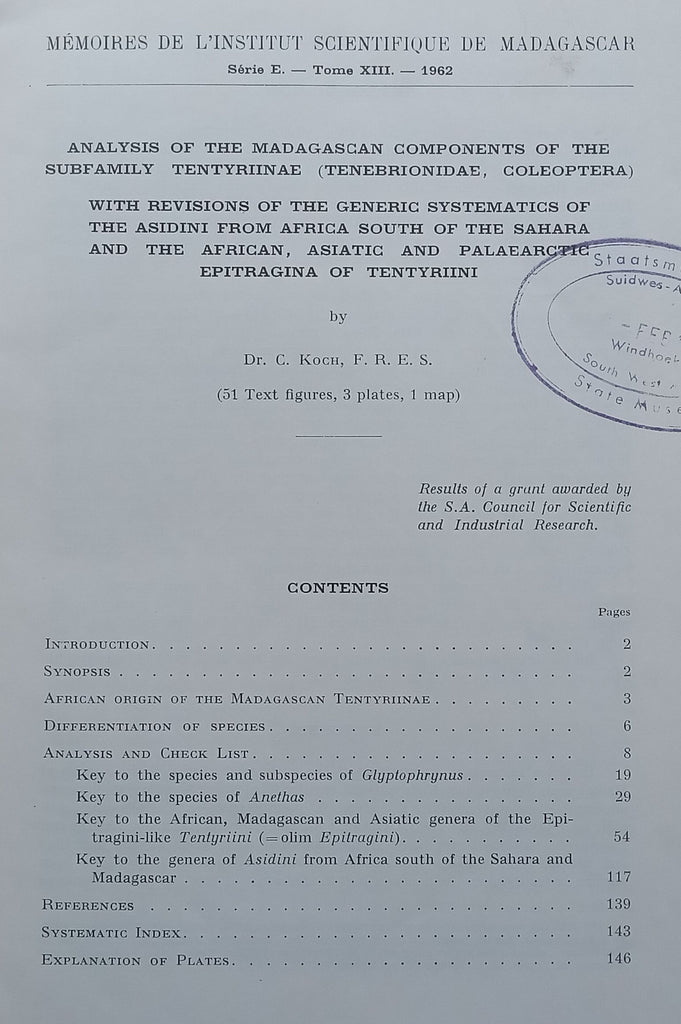 MÉMOIRES DE L'INSTITUT SCIENTIFIQUE DE MADAGASCAR
Série E. — Tome XIII. — 1962
ANALYSIS OF THE MADAGASCAN COMPONENTS OF THE
SUBFAMILY TENTYRIINAE (TENEBRIONIDAE, COLEOPTERA)
WITH REVISIONS OF THE GENERIC SYSTEMATICS OF
THE ASIDINI FROM AFRICA SOUTH OF THE SAHARA
AND THE AFRICAN, ASIATIC AND PALAEARCTIC
EPITRAGINA OF TENTYRIINI
by
Dr. C. Koch, F. R. E. S.
(51 Text figures, 3 plates, 1 map)
Staatsm
Suidwes-A
Windhoek
South West
State Muse
Results of a grant awarded by
the S.A. Council for Scientific
and Industrial Research.
CONTENTS
Pages
Introduction. . . . . . . . . . . . . . . . . . . . . . . . . . 2
Synopsis . . . . . . . . . . . . . . . . . . . . . . . . . . . 2
African origin of the Madagascan Tentyriinae . . . . . . . . . 3
Differentiation of species. . . . . . . . . . . . . . . . . . . 6
Analysis and Check List. . . . . . . . . . . . . . . . . . . . 8
Key to the species and subspecies of Glyptophrynus . . . . . . . 19
Key to the species of Anethas . . . . . . . . . . . . . . . . 29
Key to the African, Madagascan and Asiatic genera of the Epi-
tragini-like Tentyriini (=olim Epitragini). . . . . . . . . . . 54
Key to the genera of Asidini from Africa south of the Sahara and
Madagascar . . . . . . . . . . . . . . . . . . . . . . . . 117
References . . . . . . . . . . . . . . . . . . . . . . . . . . 139
Systematic Index. . . . . . . . . . . . . . . . . . . . . . . . 143
Explanation of Plates. . . . . . . . . . . . . . . . . . . . . 146